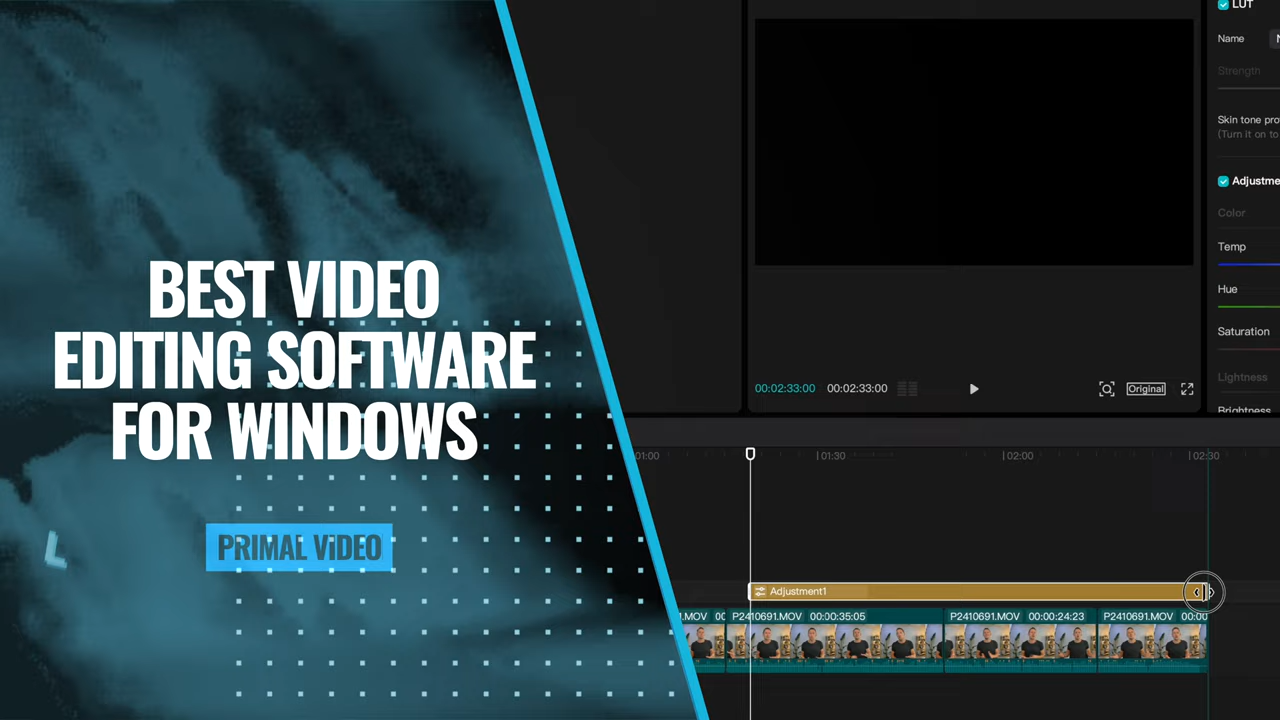 BEST VIDEO
EDITING SOFTWARE
FOR WINDOWS
PRIMAL VIDEO
LUT
Name
Strength
Skin tone pro
(Turn it on to
Adjustme
Color
Temp
Hue
Saturation
Lightness
Brightness
00:02:33:00 00:02:33:00
Original
01:00 01:30 02:00 02:30
Adjustment1
1.MOV 00 P2410691.MOV 00:00:35:05 P2410691.MOV 00:00:24:23 P2410691.MOV 00:00